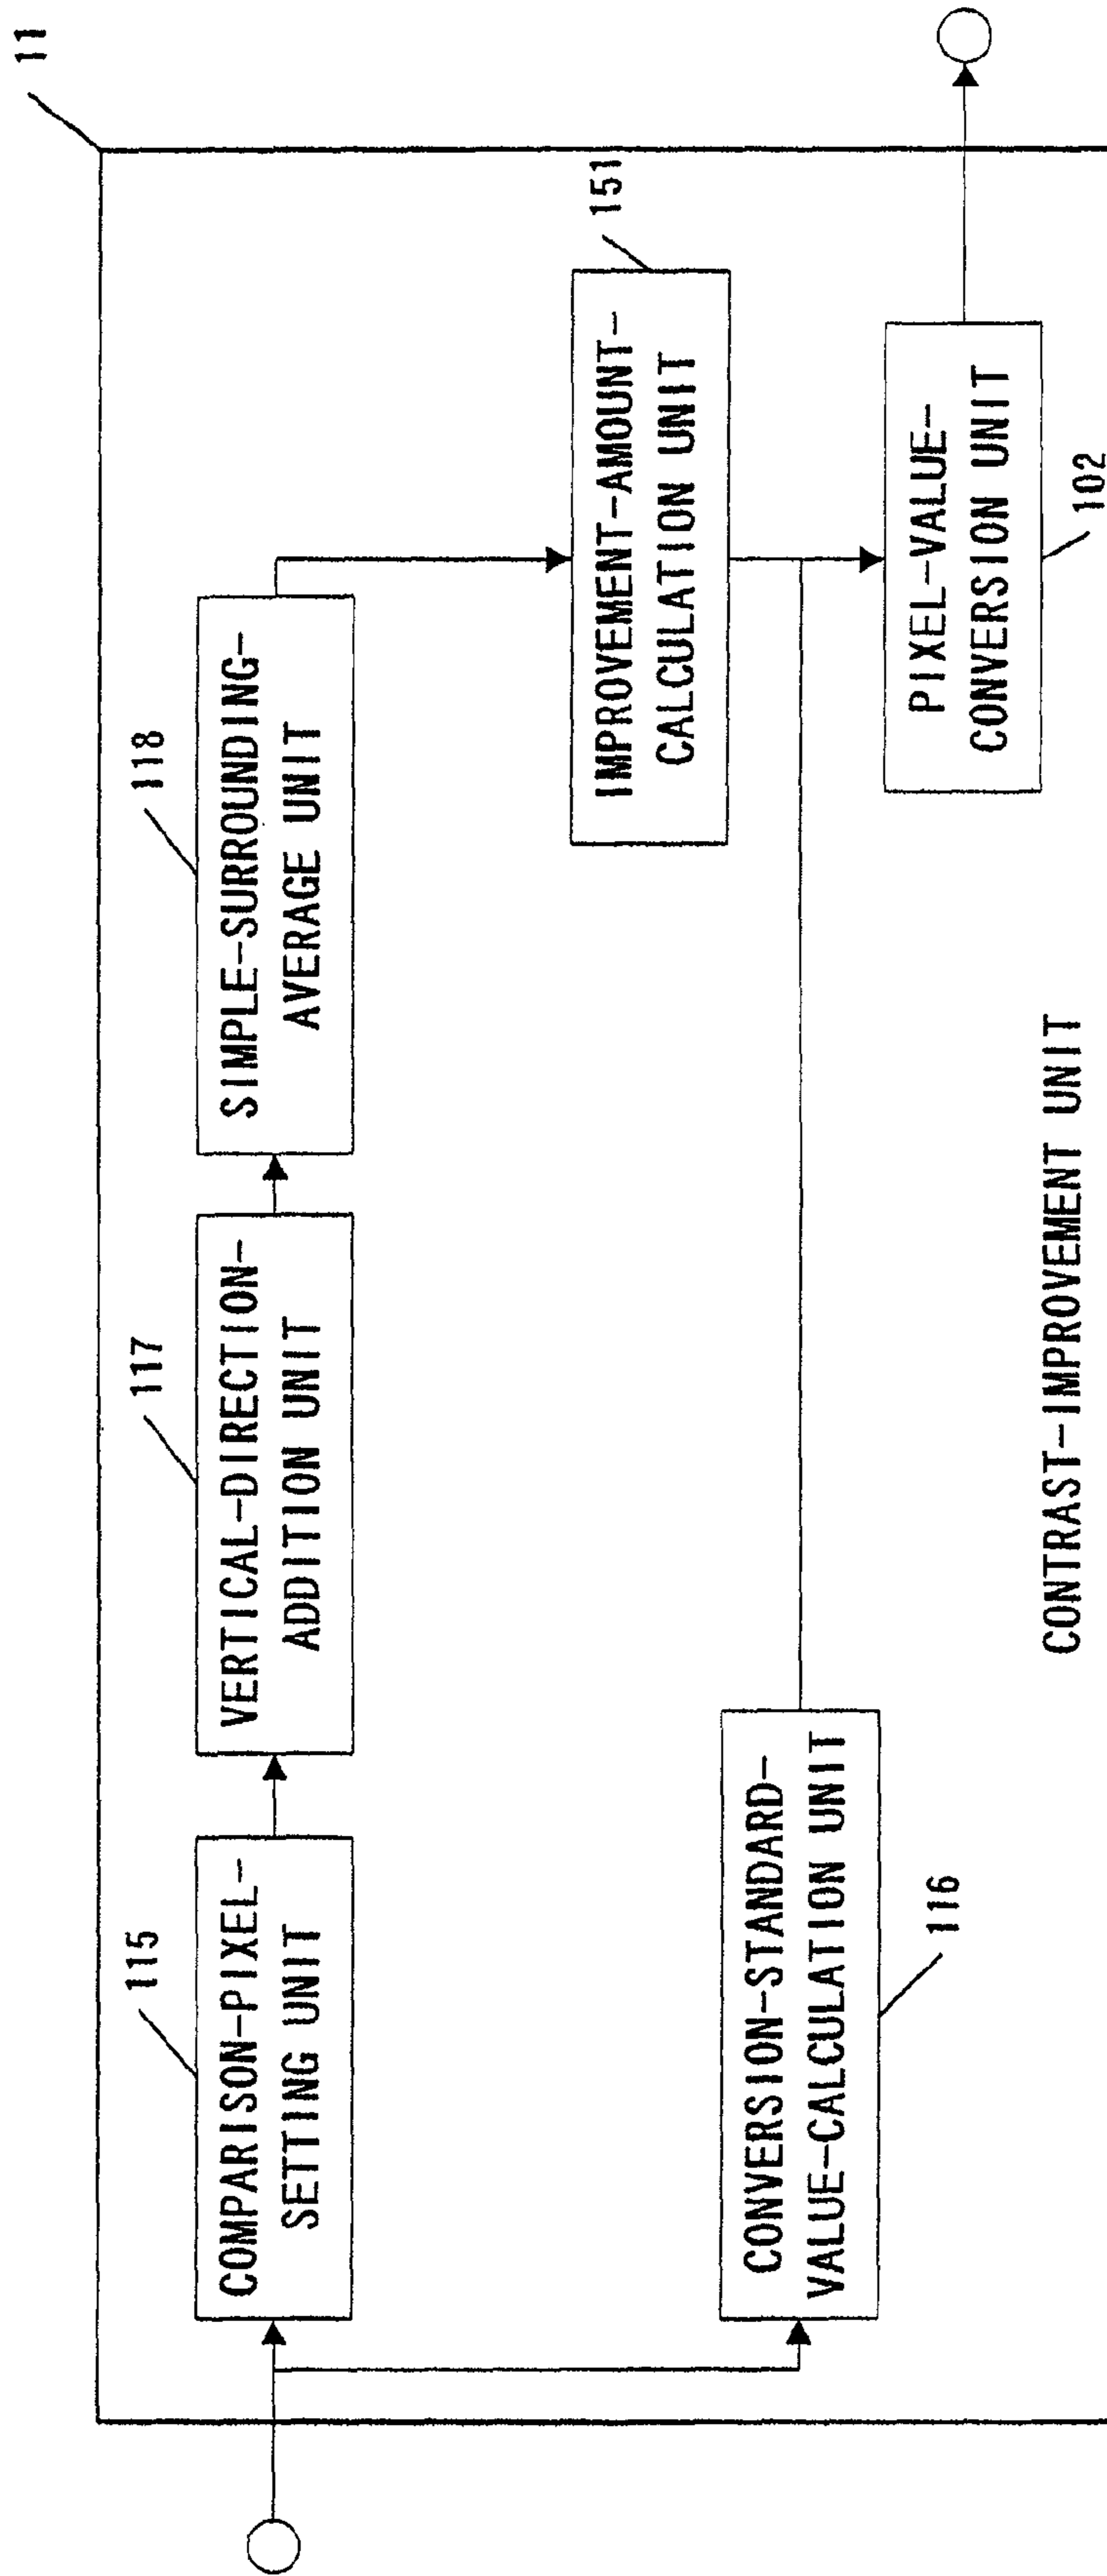 11
115
COMPARISON-PIXEL-
SETTING UNIT
117
VERTICAL-DIRECTION-
ADDITION UNIT
118
SIMPLE-SURROUNDING-
AVERAGE UNIT
151
IMPROVEMENT-AMOUNT-
CALCULATION UNIT
CONVERSION-STANDARD-
VALUE-CALCULATION UNIT
116
PIXEL-VALUE-
CONVERSION UNIT
102
CONTRAST-IMPROVEMENT UNIT